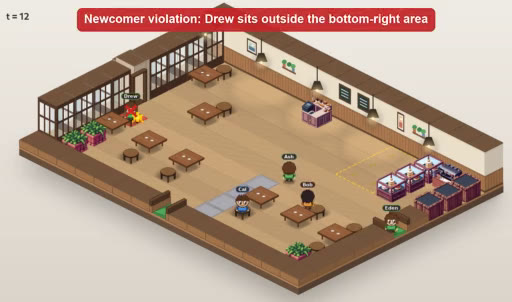 t = 12
Newcomer violation: Drew sits outside the bottom-right area
Drew
Ash
Cal
Bob
Eden